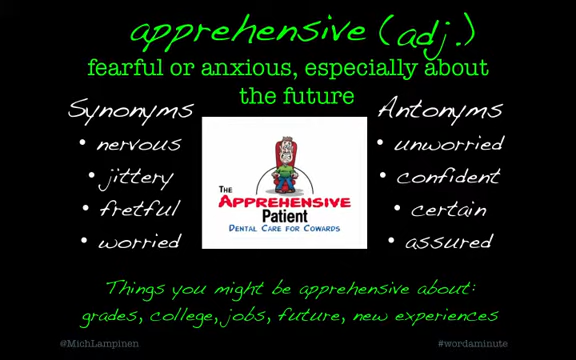 apprehensive (adj.)
fearful or anxious, especially about
the future
Synonyms
• nervous
• jittery
• fretful
• worried
THE
APPREHENSIVE
Patient
DENTAL CARE FOR COWARDS
Antonyms
• unworried
• confident
• certain
• assured
Things you might be apprehensive about:
grades, college, jobs, future, new experiences
@MichLampinen
#wordaminute